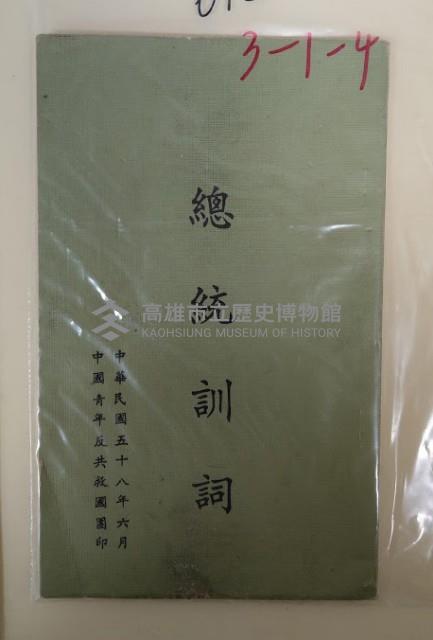 3-1-4
總統訓詞
中華民國五十八年六月
中國青年反共救國團印
高雄市立歷史博物館
KAOHSIUNG MUSEUM OF HISTORY